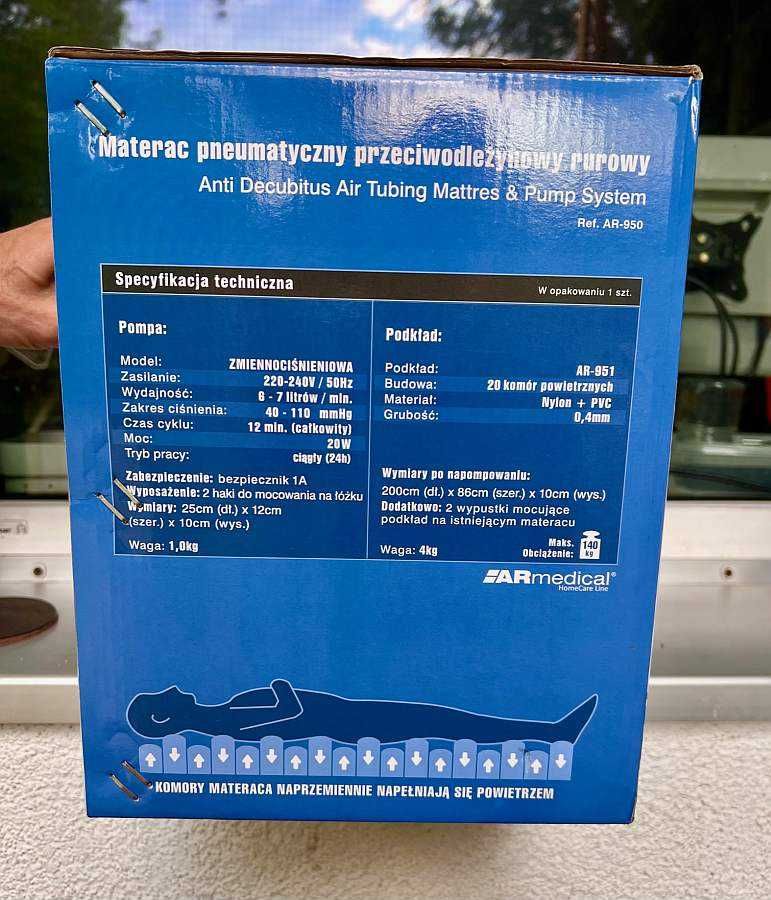 Materac pneumatyczny przeciwodleżynowy rurowy
Anti Decubitus Air Tubing Mattres & Pump System
Ref. AR-950
Specyfikacja techniczna
W opakowaniu 1 szt.
Pompa:
Model: ZMIENNOCIŚNIENIOWA
Zasilanie: 220-240V / 50Hz
Wydajność: 6 - 7 litrów / min.
Zakres ciśnienia: 40 - 110 mmHg
Czas cyklu: 12 min. (całkowity)
Moc: 20W
Tryb pracy: ciągły (24h)
Zabezpieczenie: bezpiecznik 1A
Wyposażenie: 2 haki do mocowania na łóżku
Wymiary: 25cm (dł.) x 12cm
(szer.) x 10cm (wys.)
Waga: 1,0kg
Podkład:
Podkład: AR-951
Budowa: 20 komór powietrznych
Materiał: Nylon + PVC
Grubość: 0,4mm
Wymiary po napompowaniu:
200cm (dł.) x 86cm (szer.) x 10cm (wys.)
Dodatkowo: 2 wypustki mocujące
podkład na istniejącym materacu
Waga: 4kg
Maks.
Obciążenie:
140
kg
ARmedical®
HomeCare Line
KOMORY MATERACA NAPRZEMIENNIE NAPEŁNIAJĄ SIĘ POWIETRZEM